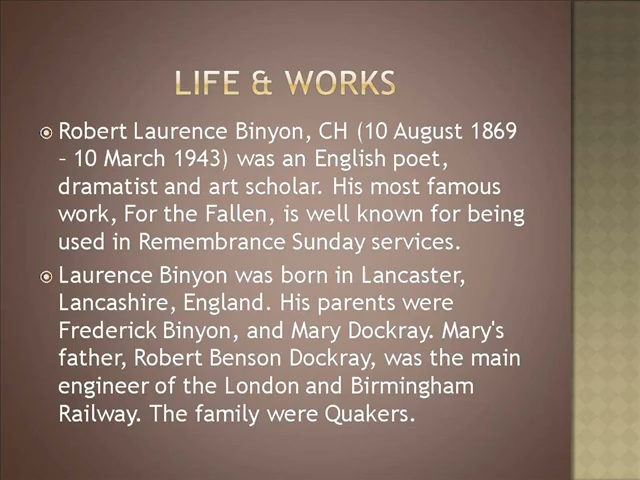 LIFE & WORKS
Robert Laurence Binyon, CH (10 August 1869
– 10 March 1943) was an English poet,
dramatist and art scholar. His most famous
work, For the Fallen, is well known for being
used in Remembrance Sunday services.
Laurence Binyon was born in Lancaster,
Lancashire, England. His parents were
Frederick Binyon, and Mary Dockray. Mary's
father, Robert Benson Dockray, was the main
engineer of the London and Birmingham
Railway. The family were Quakers.